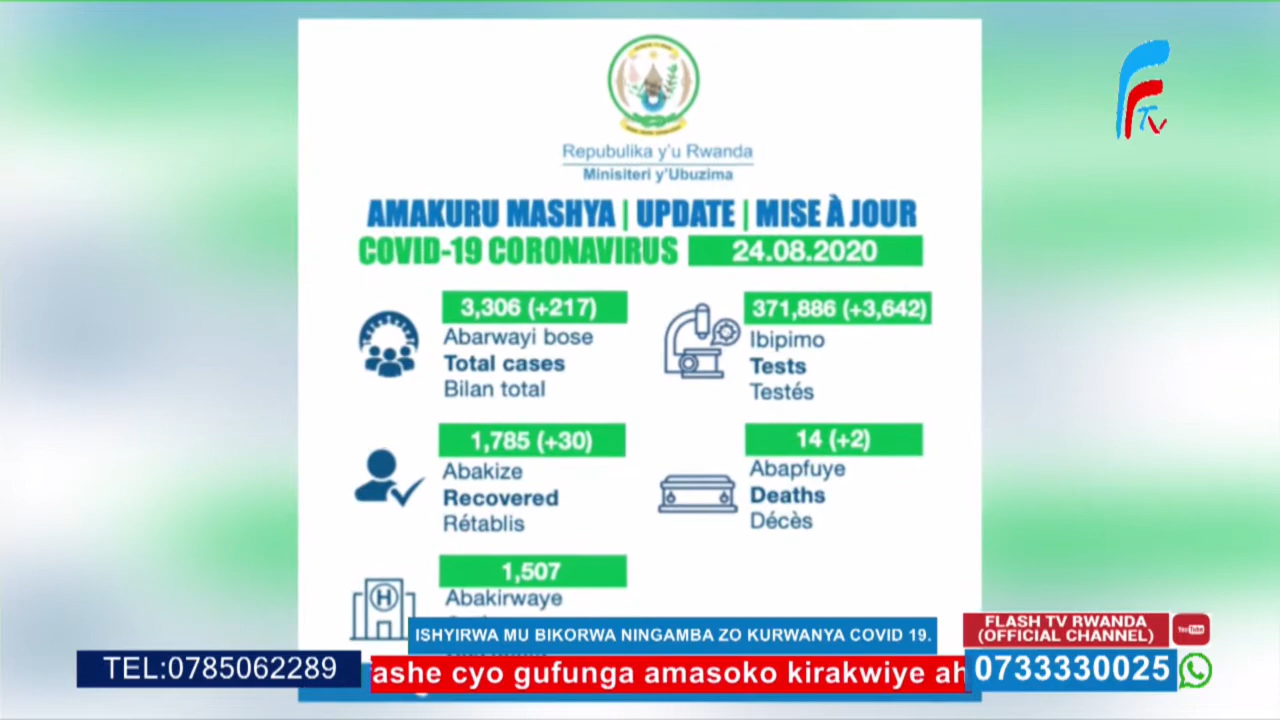 TV
Repubulika y'u Rwanda
Minisiteri y'Ubuzima
AMAKURU MASHYA | UPDATE | MISE À JOUR
COVID-19 CORONAVIRUS 24.08.2020
3,306 (+217)
Abarwayi bose
Total cases
Bilan total
371,886 (+3,642)
Ibipimo
Tests
Testés
1,785 (+30)
Abakize
Recovered
Rétablis
14 (+2)
Abapfuye
Deaths
Décès
1,507
Abakirwaye
H
ISHYIRWA MU BIKORWA NINGAMBA ZO KURWANYA COVID 19.
FLASH TV RWANDA
(OFFICIAL CHANNEL)
YouTube
TEL:0785062289
ashe cyo gufunga amasoko kirakwiye ah
0733330025